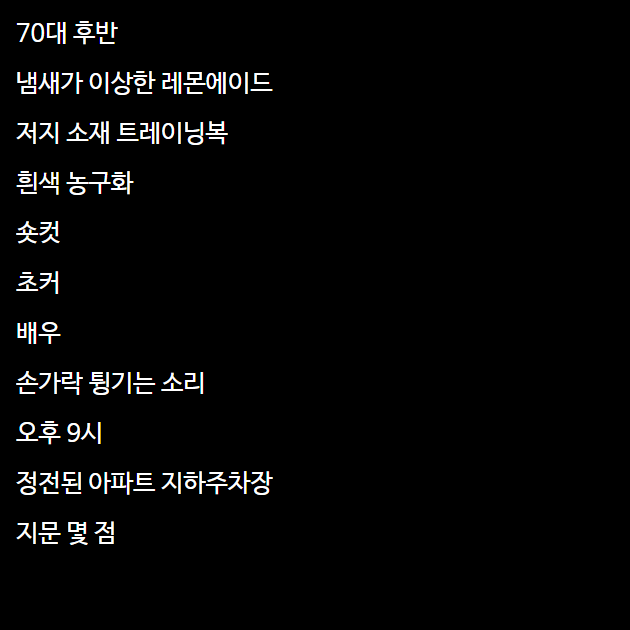 70대 후반
냄새가 이상한 레몬에이드
저지 소재 트레이닝복
흰색 농구화
숏컷
초커
배우
손가락 튕기는 소리
오후 9시
정전된 아파트 지하주차장
지문 몇 점